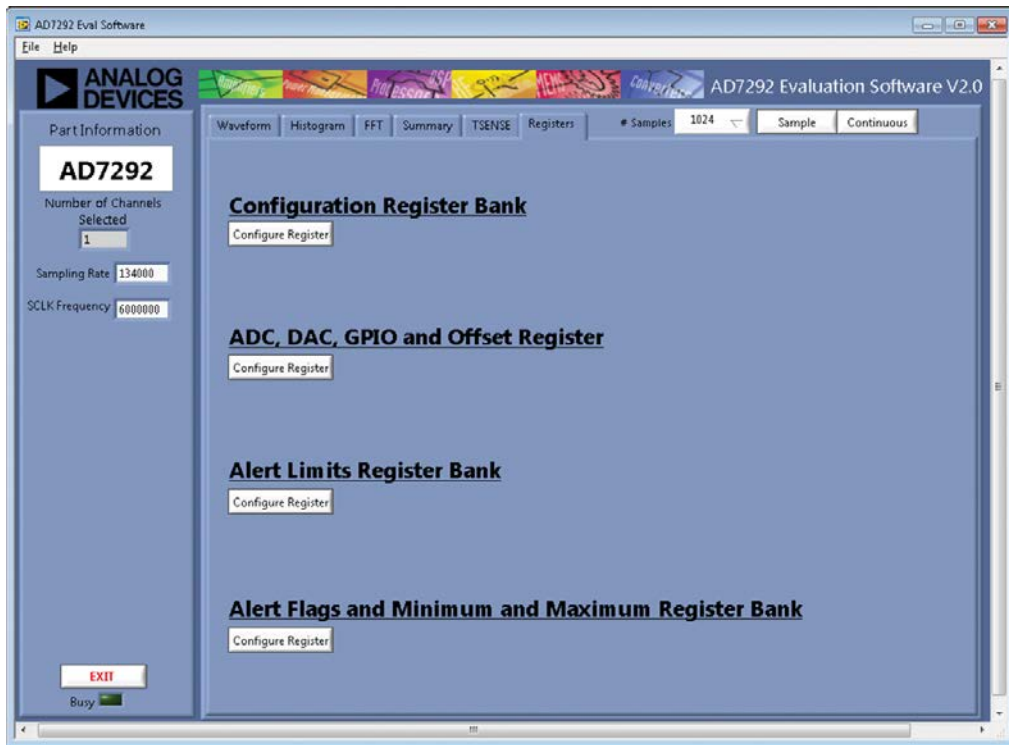 AD7292 Eval Software
File Help
ANALOG
DEVICES
AD7292 Evaluation Software V2.0
Part Information
AD7292
Number of Channels
Selected
1
Sampling Rate 134000
SCLK Frequency 6000000
EXIT
Busy
Waveform Histogram FFT Summary TSENSE Registers # Samples 1024 Sample Continuous
Configuration Register Bank
Configure Register
ADC, DAC, GPIO and Offset Register
Configure Register
Alert Limits Register Bank
Configure Register
Alert Flags and Minimum and Maximum Register Bank
Configure Register